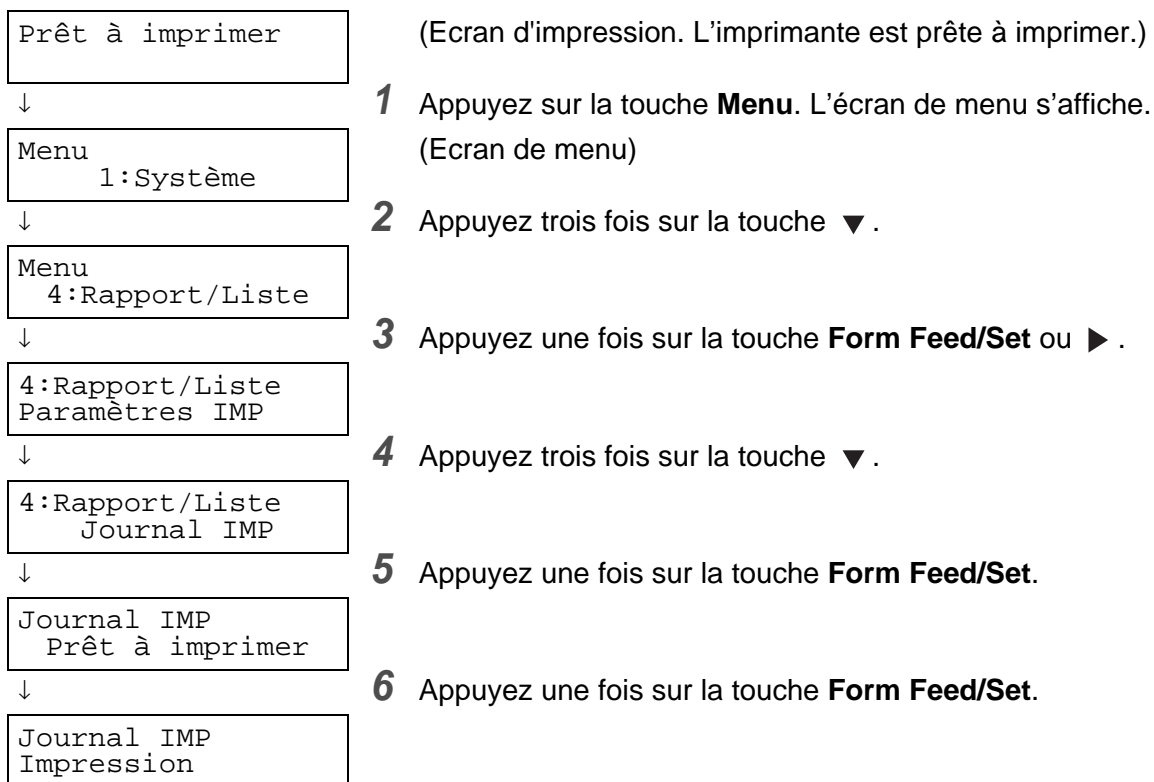 Prêt à imprimer
(Ecran d'impression. L'imprimante est prête à imprimer.)
↓
1 Appuyez sur la touche Menu. L’écran de menu s’affiche.
Menu
1:Système
(Ecran de menu)
↓
2 Appuyez trois fois sur la touche ▼ .
Menu
4:Rapport/Liste
↓
3 Appuyez une fois sur la touche Form Feed/Set ou ▶ .
4:Rapport/Liste
Paramètres IMP
↓
4 Appuyez trois fois sur la touche ▼ .
4:Rapport/Liste
Journal IMP
↓
5 Appuyez une fois sur la touche Form Feed/Set.
Journal IMP
Prêt à imprimer
↓
6 Appuyez une fois sur la touche Form Feed/Set.
Journal IMP
Impression